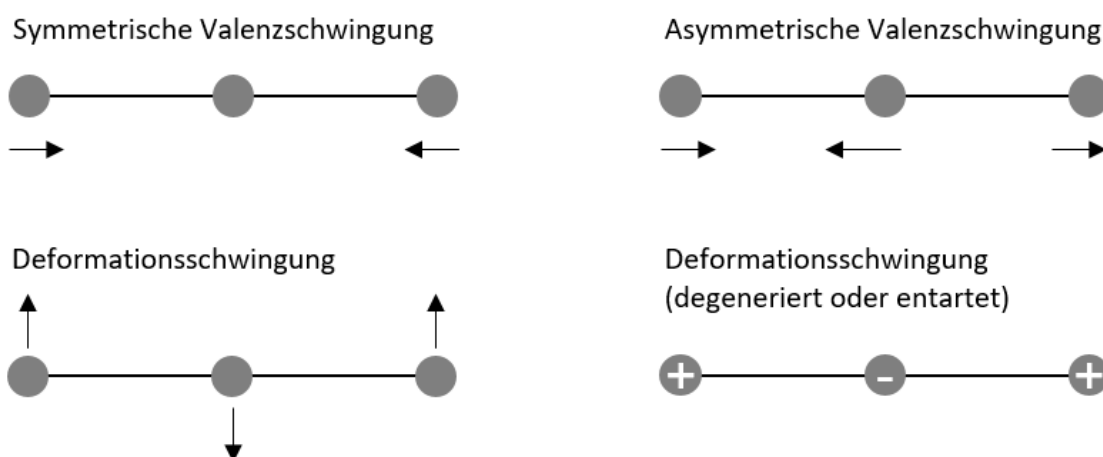 Symmetrische Valenzschwingung
Asymmetrische Valenzschwingung
Deformationsschwingung
Deformationsschwingung
(degeneriert oder entartet)
+ - +